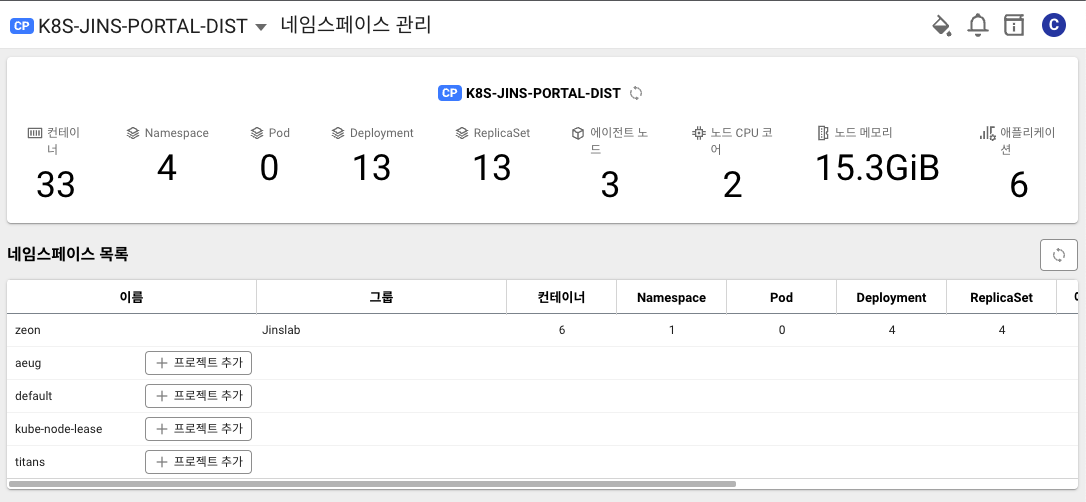 CP K8S-JINS-PORTAL-DIST 네임스페이스 관리 C
CP K8S-JINS-PORTAL-DIST
컨테이너 Namespace Pod Deployment ReplicaSet 에이전트 노드 노드 CPU 코어 노드 메모리 애플리케이션
33 4 0 13 13 3 2 15.3GiB 6
네임스페이스 목록
이름 그룹 컨테이너 Namespace Pod Deployment ReplicaSet
zeon Jinslab 6 1 0 4 4
aeug + 프로젝트 추가
default + 프로젝트 추가
kube-node-lease + 프로젝트 추가
titans + 프로젝트 추가